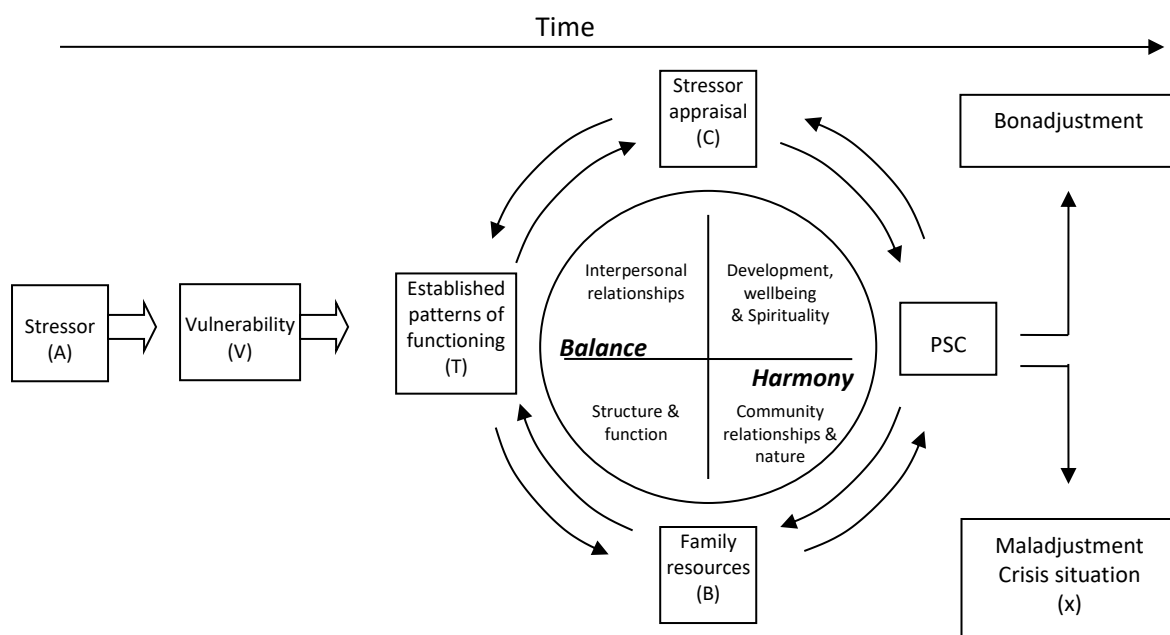 Time
Stressor
appraisal
(C)
Bonadjustment
Interpersonal
relationships
Development,
wellbeing
& Spirituality
Established
patterns of
functioning
(T)
Stressor
(A)
Vulnerability
(V)
PSC
Balance
Harmony
Structure &
function
Community
relationships &
nature
Family
resources
(B)
Maladjustment
Crisis situation
(x)